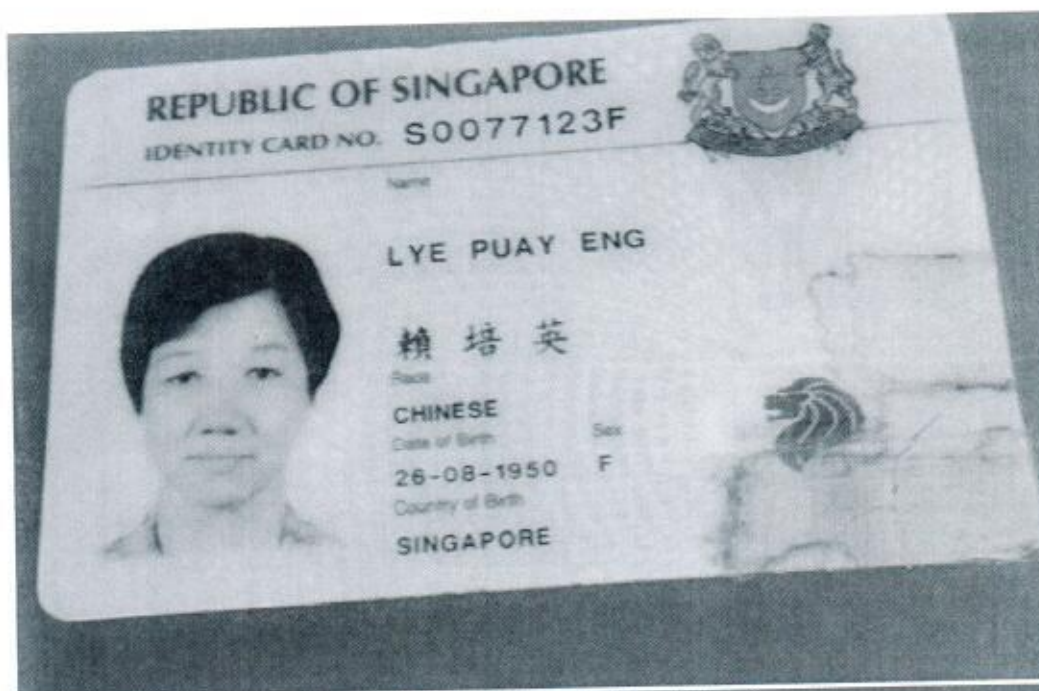 REPUBLIC OF SINGAPORE
IDENTITY CARD NO. S0077123F
Name
LYE PUAY ENG
賴培英
Race
CHINESE
Date of Birth Sex
26-08-1950 F
Country of Birth
SINGAPORE